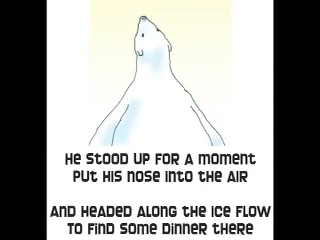 He stood up for a moment
Put his nose into the air
And headed along the ice flow
To find some dinner there